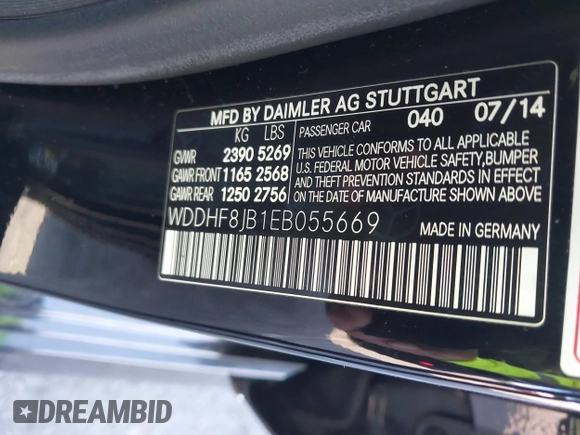 MFD BY DAIMLER AG STUTTGART
KG LBS PASSENGER CAR 040 07/14
GVWR 2390 5269
GAWR FRONT 1165 2568
GAWR REAR 1250 2756
THIS VEHICLE CONFORMS TO ALL APPLICABLE
U.S. FEDERAL MOTOR VEHICLE SAFETY,BUMPER
AND THEFT PREVENTION STANDARDS IN EFFECT
ON THE DATE OF MANUFACTURE SHOWN ABOVE.
WDDHF8JB1EB055669 MADE IN GERMANY
DREAMBID